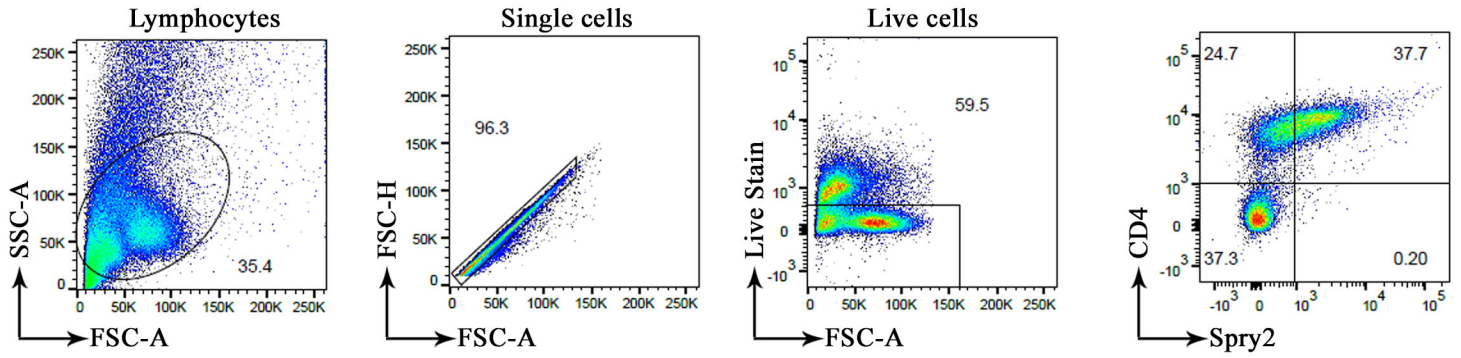 Lymphocytes
250K
200K
150K
100K
50K
0
0 50K 100K 150K 200K 250K
35.4
SSC-A
FSC-A
Single cells
250K
200K
150K
100K
50K
0
0 50K 100K 150K 200K 250K
96.3
FSC-H
FSC-A
Live cells
10^5
10^4
10^3
0
-10^3
0 50K 100K 150K 200K 250K
59.5
Live Stain
FSC-A
10^5
10^4
10^3
0
-10^3
-10^3 0 10^3 10^4 10^5
24.7 37.7
37.3 0.20
CD4
Spry2